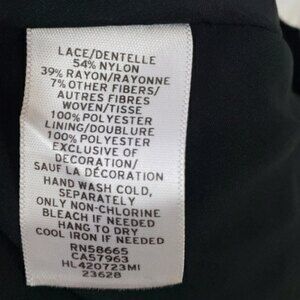 LACE/DENTELLE
54% NYLON
39% RAYON/RAYONNE
7% OTHER FIBERS/
AUTRES FIBRES
WOVEN/TISSE
100% POLYESTER
LINING/DOUBLURE
100% POLYESTER
EXCLUSIVE OF
DECORATION/
SAUF LA DÉCORATION
HAND WASH COLD,
SEPARATELY
ONLY NON-CHLORINE
BLEACH IF NEEDED
HANG TO DRY
COOL IRON IF NEEDED
RN58665
CA57963
HL420723MI
23628